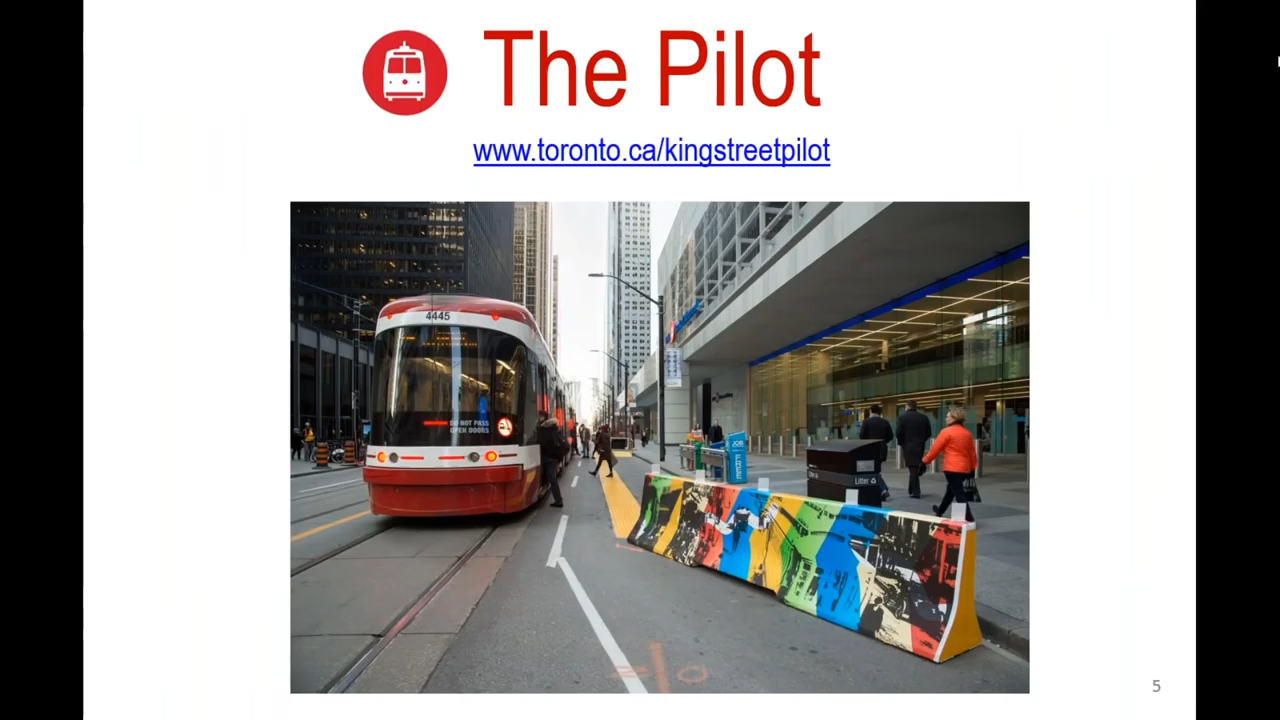 The Pilot
www.toronto.ca/kingstreetpilot
4445
DO NOT PASS
OPEN DOORS
Litter
5